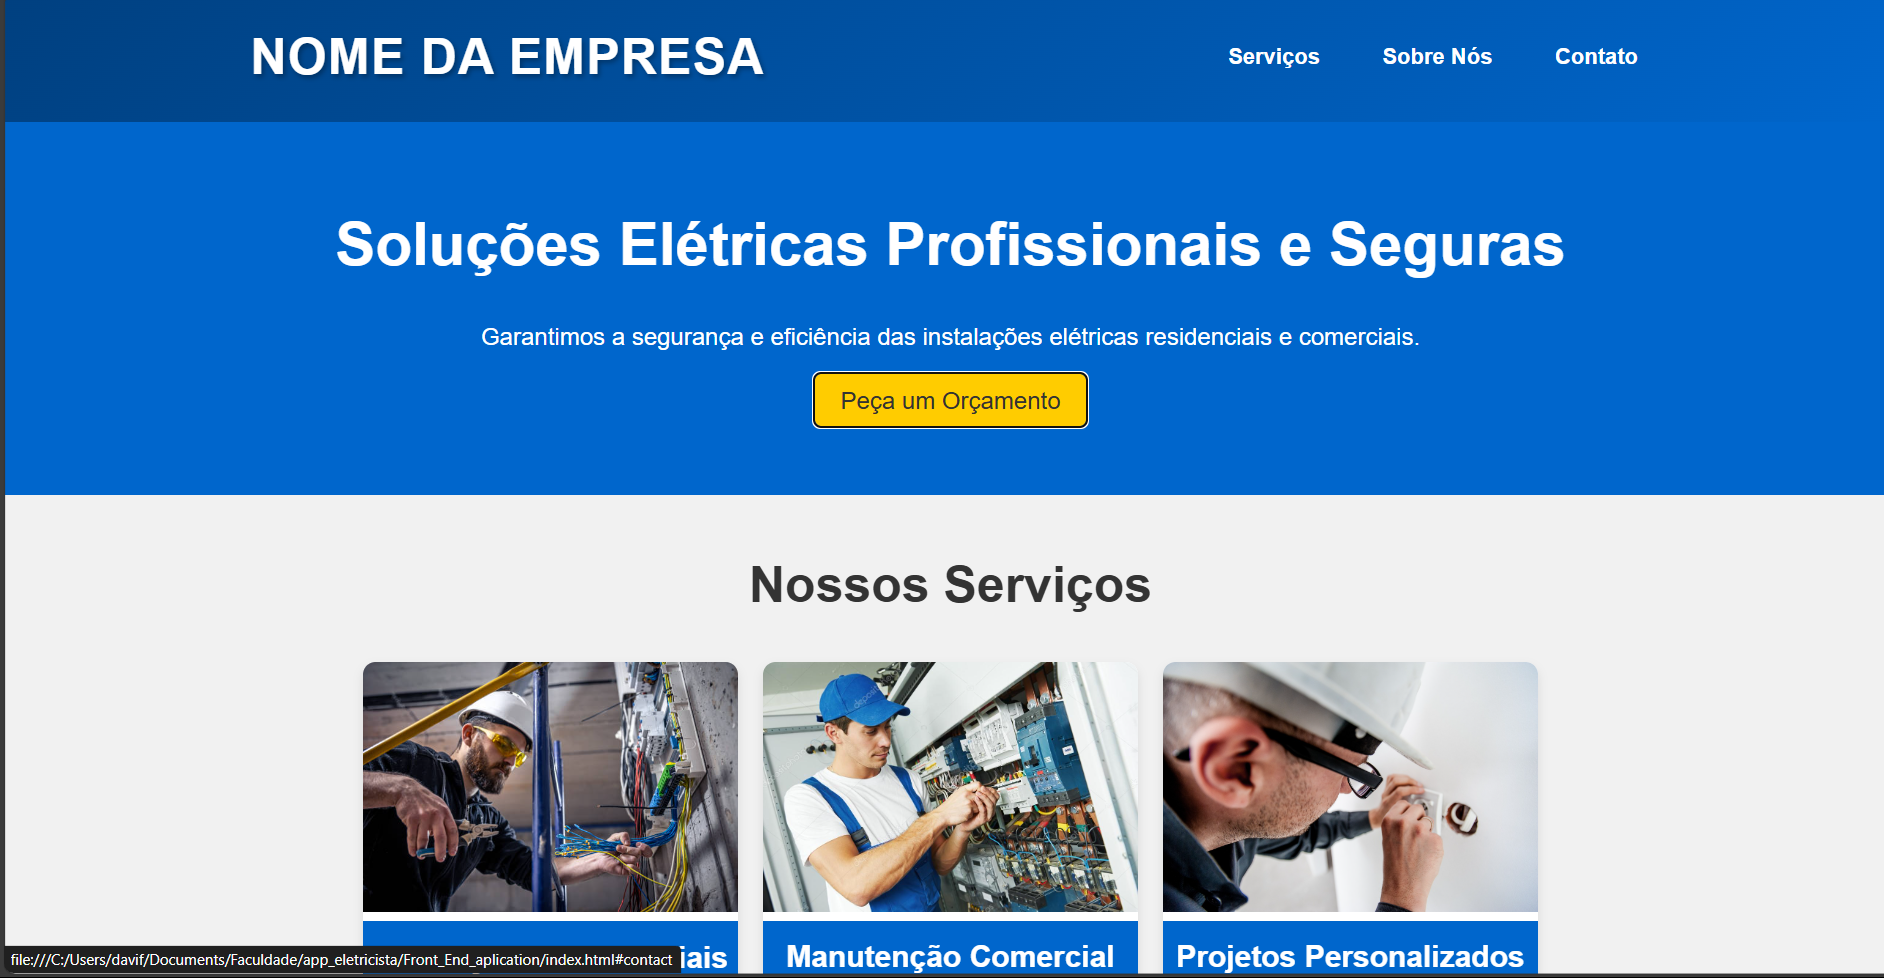 NOME DA EMPRESA
Serviços Sobre Nós Contato
Soluções Elétricas Profissionais e Seguras
Garantimos a segurança e eficiência das instalações elétricas residenciais e comerciais.
Peça um Orçamento
Nossos Serviços
Manutenção Comercial
Projetos Personalizados
file:///C:/Users/davif/Documents/Faculdade/app_eletricista/Front_End_aplication/index.html#contact